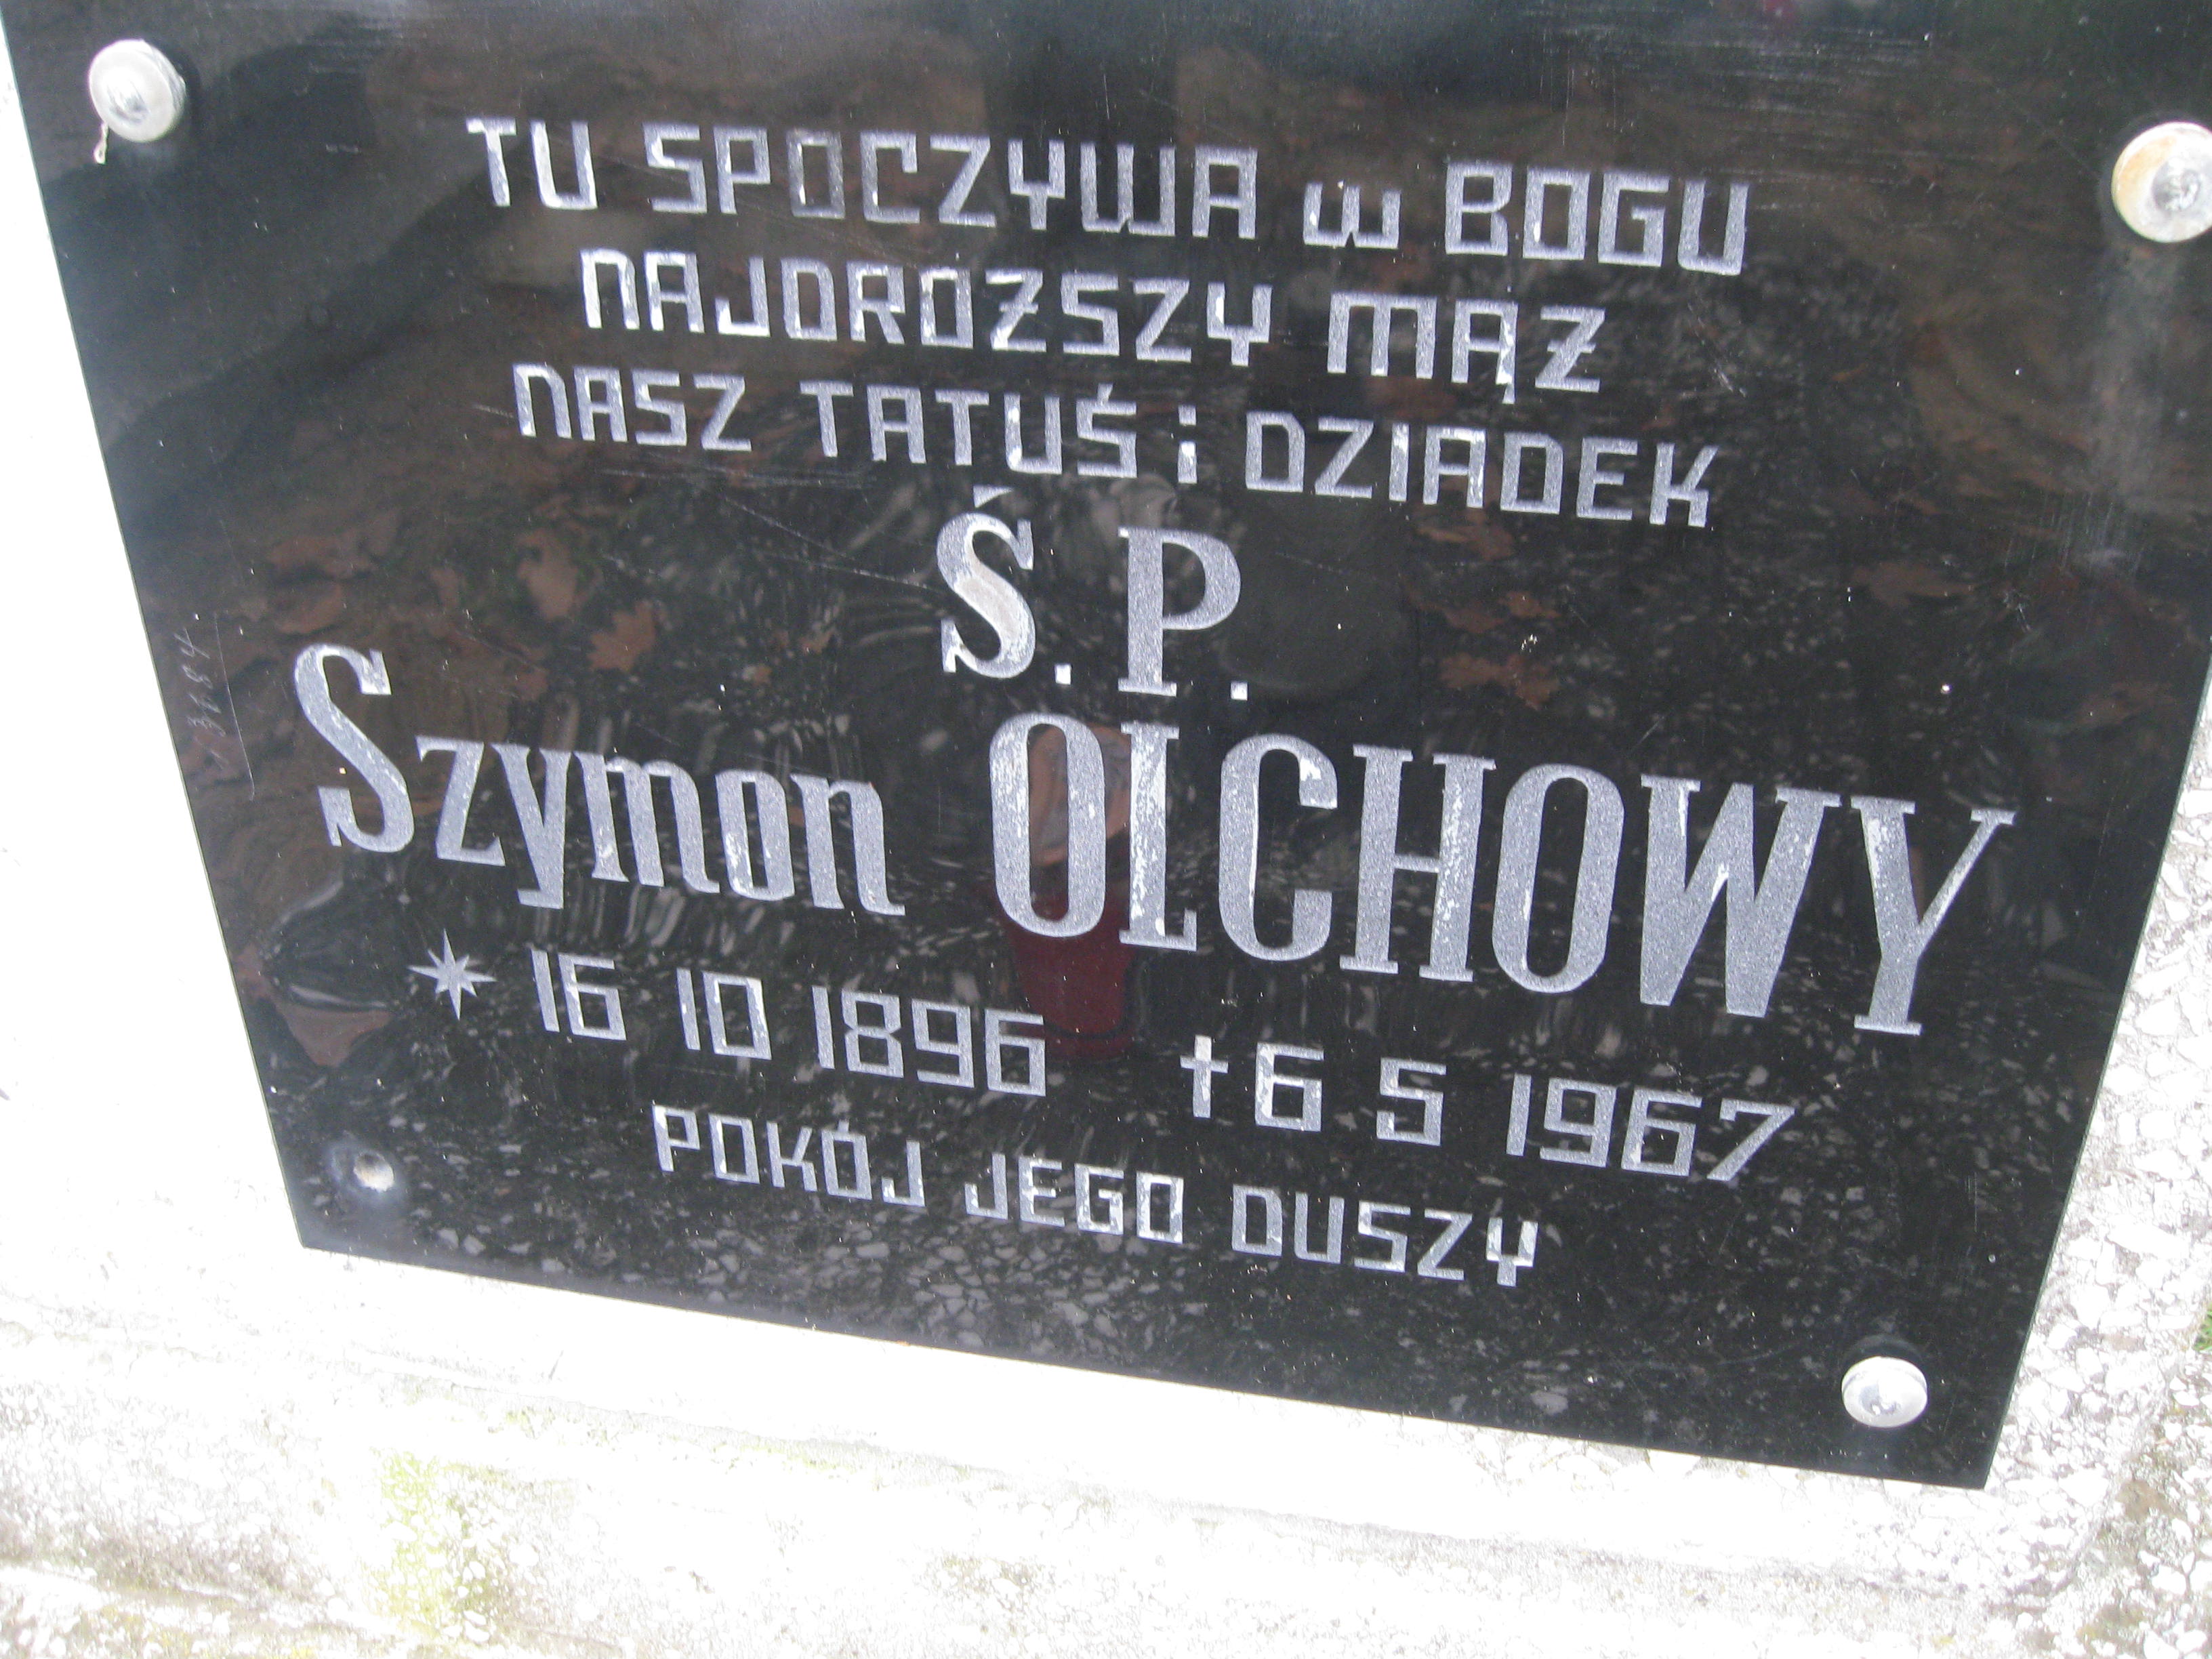 TU SPOCZYWA w BOGU
NAJDROŻSZY MĄŻ
NASZ TATUŚ i DZIADEK
Ś.P.
Szymon OLCHOWY
* 16 10 1896 † 6 5 1967
POKÓJ JEGO DUSZY